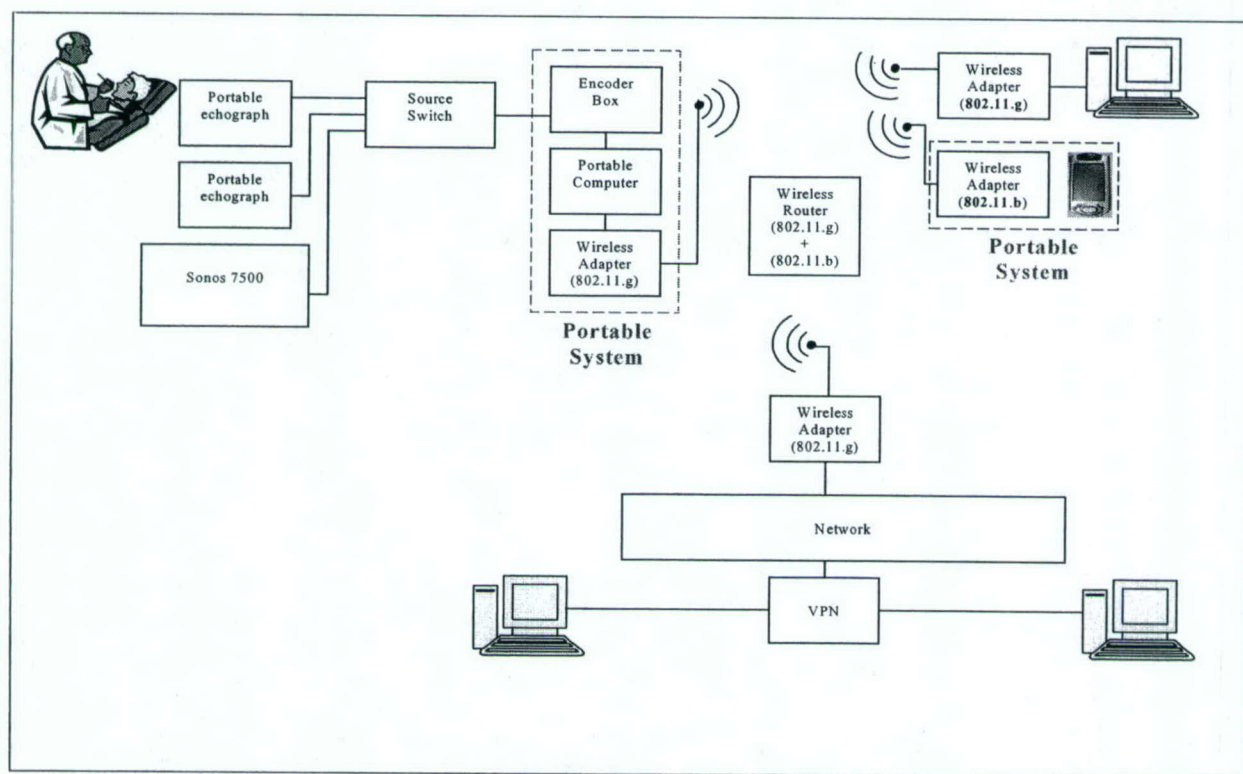 Portable
echograph
Portable
echograph
Sonos 7500
Source
Switch
Encoder
Box
Portable
Computer
Wireless
Adapter
(802.11.g)
Portable
System
Wireless
Router
(802.11.g)
+
(802.11.b)
Wireless
Adapter
(802.11.g)
Wireless
Adapter
(802.11.b)
Portable
System
Wireless
Adapter
(802.11.g)
Network
VPN